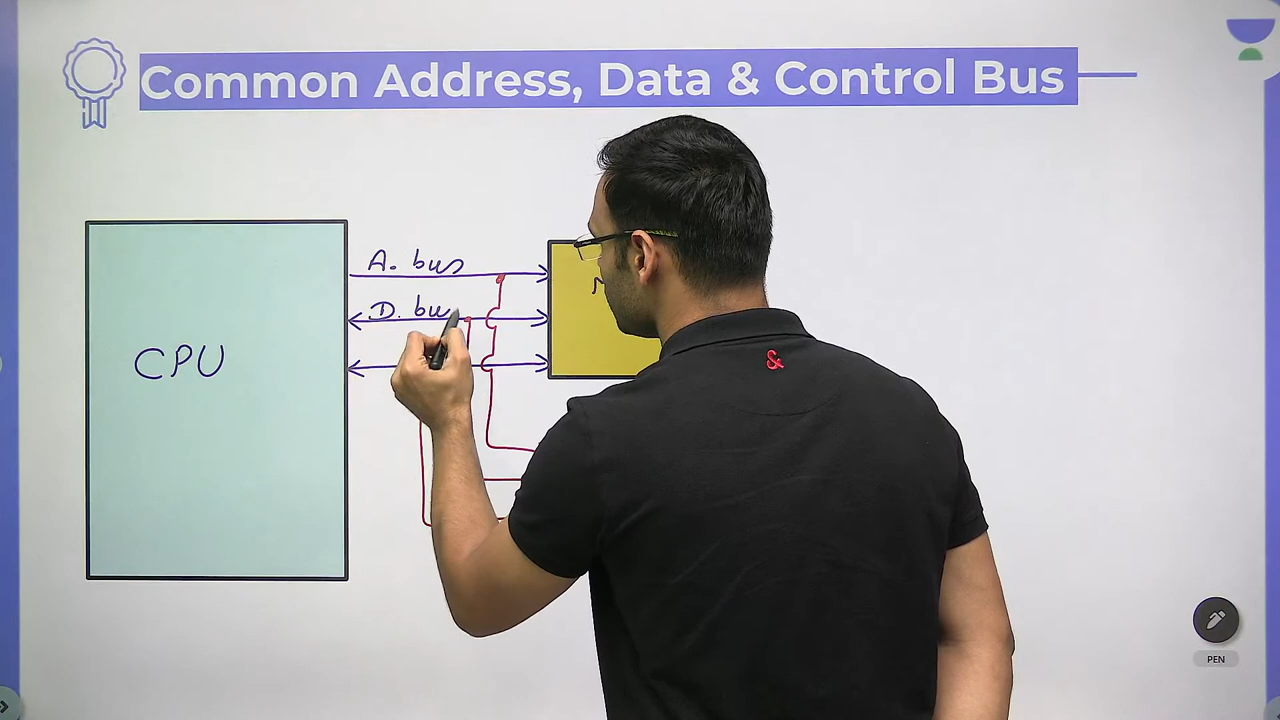 Common Address, Data & Control Bus
A. bus
D. bus
CPU
&
PEN